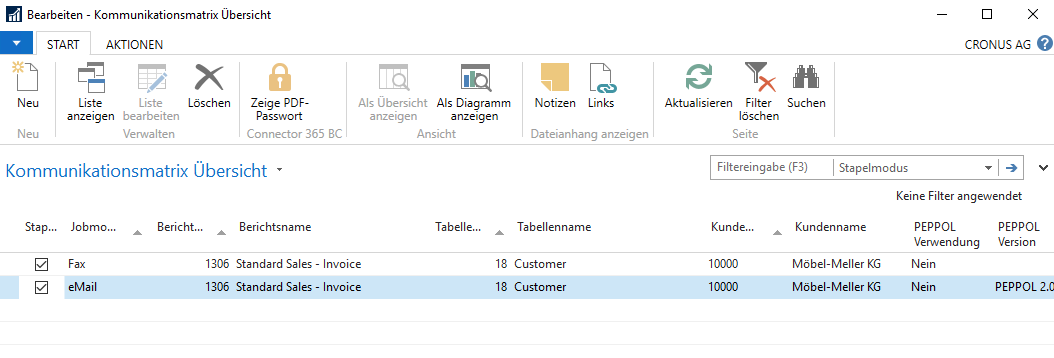 Bearbeiten - Kommunikationsmatrix Übersicht
START AKTIONEN CRONUS AG
Neu Liste anzeigen Liste bearbeiten Löschen Zeige PDF-Passwort Als Übersicht anzeigen Als Diagramm anzeigen Notizen Links Aktualisieren Filter löschen Suchen
Neu Verwalten Connector 365 BC Ansicht Dateianhang anzeigen Seite
Kommunikationsmatrix Übersicht Filtereingabe (F3) Stapelmodus
Keine Filter angewendet
Stap... Jobmo... Bericht... Berichtsname Tabelle... Tabellenname Kunde... Kundenname PEPPOL Verwendung PEPPOL Version
Fax 1306 Standard Sales - Invoice 18 Customer 10000 Möbel-Meller KG Nein
eMail 1306 Standard Sales - Invoice 18 Customer 10000 Möbel-Meller KG Nein PEPPOL 2.0